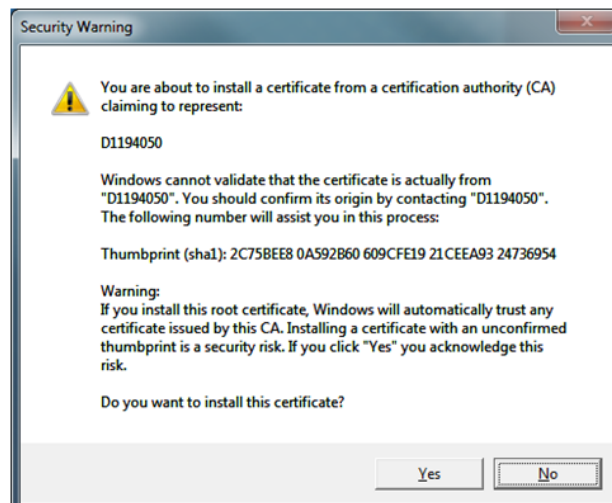 Security Warning
You are about to install a certificate from a certification authority (CA)
claiming to represent:
D1194050
Windows cannot validate that the certificate is actually from
"D1194050". You should confirm its origin by contacting "D1194050".
The following number will assist you in this process:
Thumbprint (sha1): 2C75BEE8 0A592B60 609CFE19 21CEEA93 24736954
Warning:
If you install this root certificate, Windows will automatically trust any
certificate issued by this CA. Installing a certificate with an unconfirmed
thumbprint is a security risk. If you click "Yes" you acknowledge this
risk.
Do you want to install this certificate?
Yes No